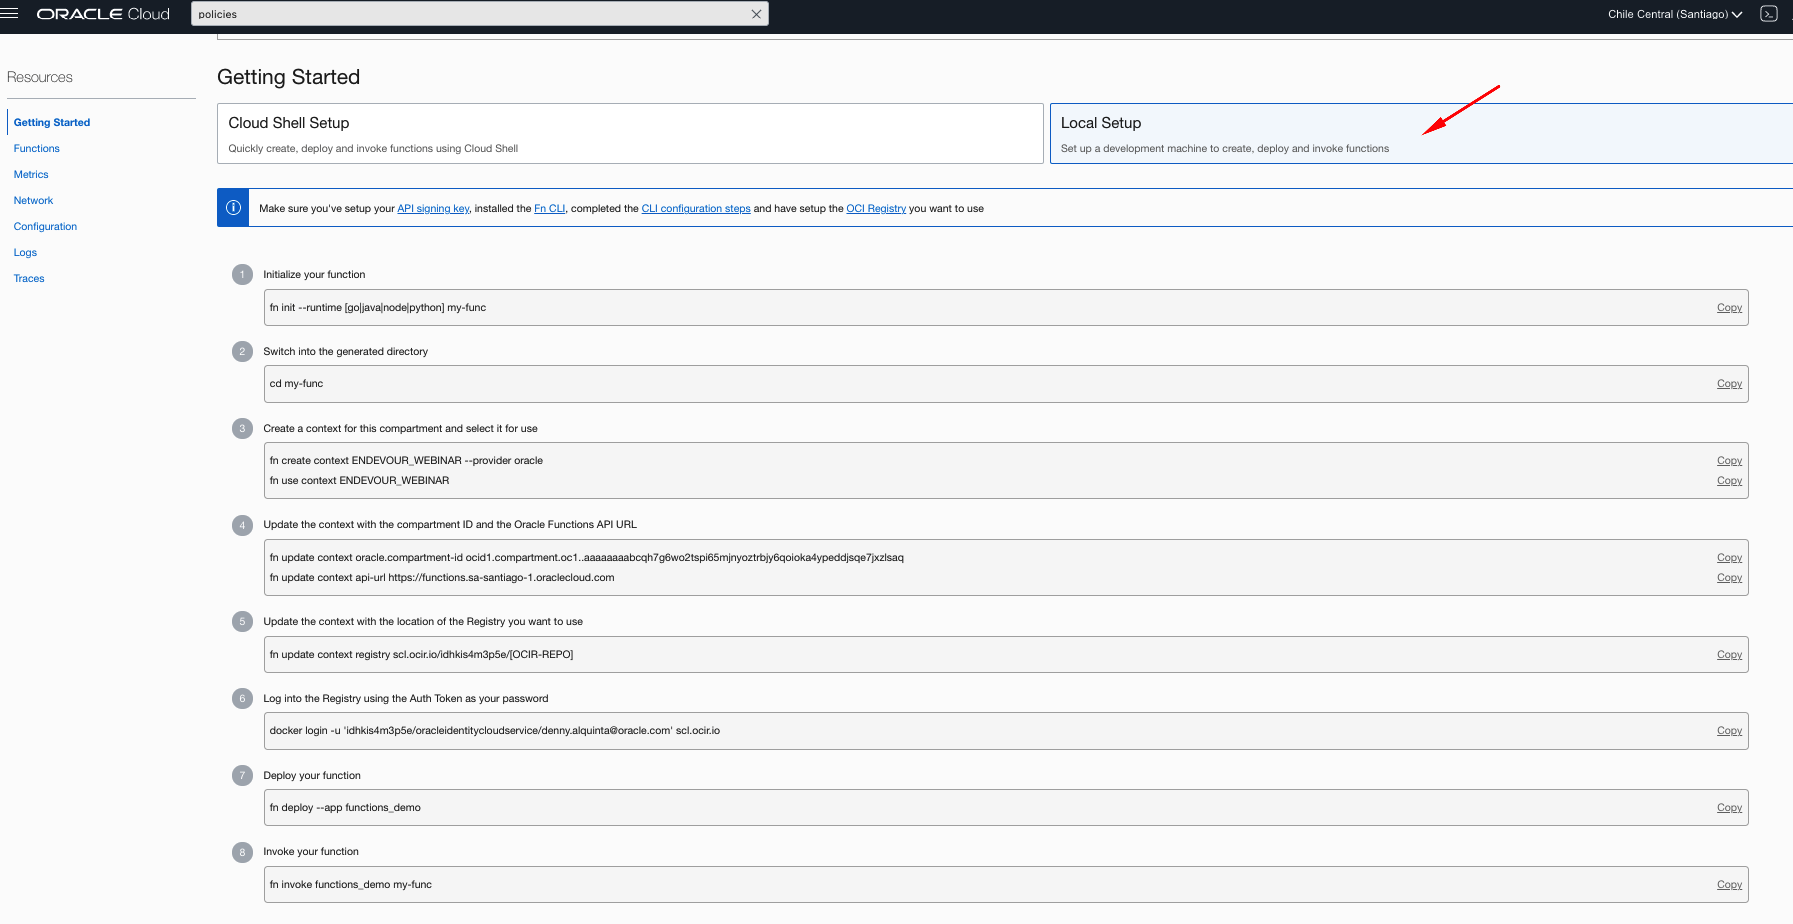 ORACLE Cloud
policies
Chile Central (Santiago)
Resources
Getting Started
Functions
Metrics
Network
Configuration
Logs
Traces
Getting Started
Cloud Shell Setup
Quickly create, deploy and invoke functions using Cloud Shell
Local Setup
Set up a development machine to create, deploy and invoke functions
Make sure you've setup your API signing key, installed the Fn CLI, completed the CLI configuration steps and have setup the OCI Registry you want to use
1 Initialize your function
fn init --runtime [go|java|node|python] my-func Copy
2 Switch into the generated directory
cd my-func Copy
3 Create a context for this compartment and select it for use
fn create context ENDEVOUR_WEBINAR --provider oracle Copy
fn use context ENDEVOUR_WEBINAR Copy
4 Update the context with the compartment ID and the Oracle Functions API URL
fn update context oracle.compartment-id ocid1.compartment.oc1..aaaaaaaabcqh7g6wo2tspi65mjnyoztrbjy6qoioka4ypeddjsqe7jxzlsaq Copy
fn update context api-url https://functions.sa-santiago-1.oraclecloud.com Copy
5 Update the context with the location of the Registry you want to use
fn update context registry scl.ocir.io/idhkis4m3p5e/[OCIR-REPO] Copy
6 Log into the Registry using the Auth Token as your password
docker login -u 'idhkis4m3p5e/oracleidentitycloudservice/denny.alquinta@oracle.com' scl.ocir.io Copy
7 Deploy your function
fn deploy --app functions_demo Copy
8 Invoke your function
fn invoke functions_demo my-func Copy